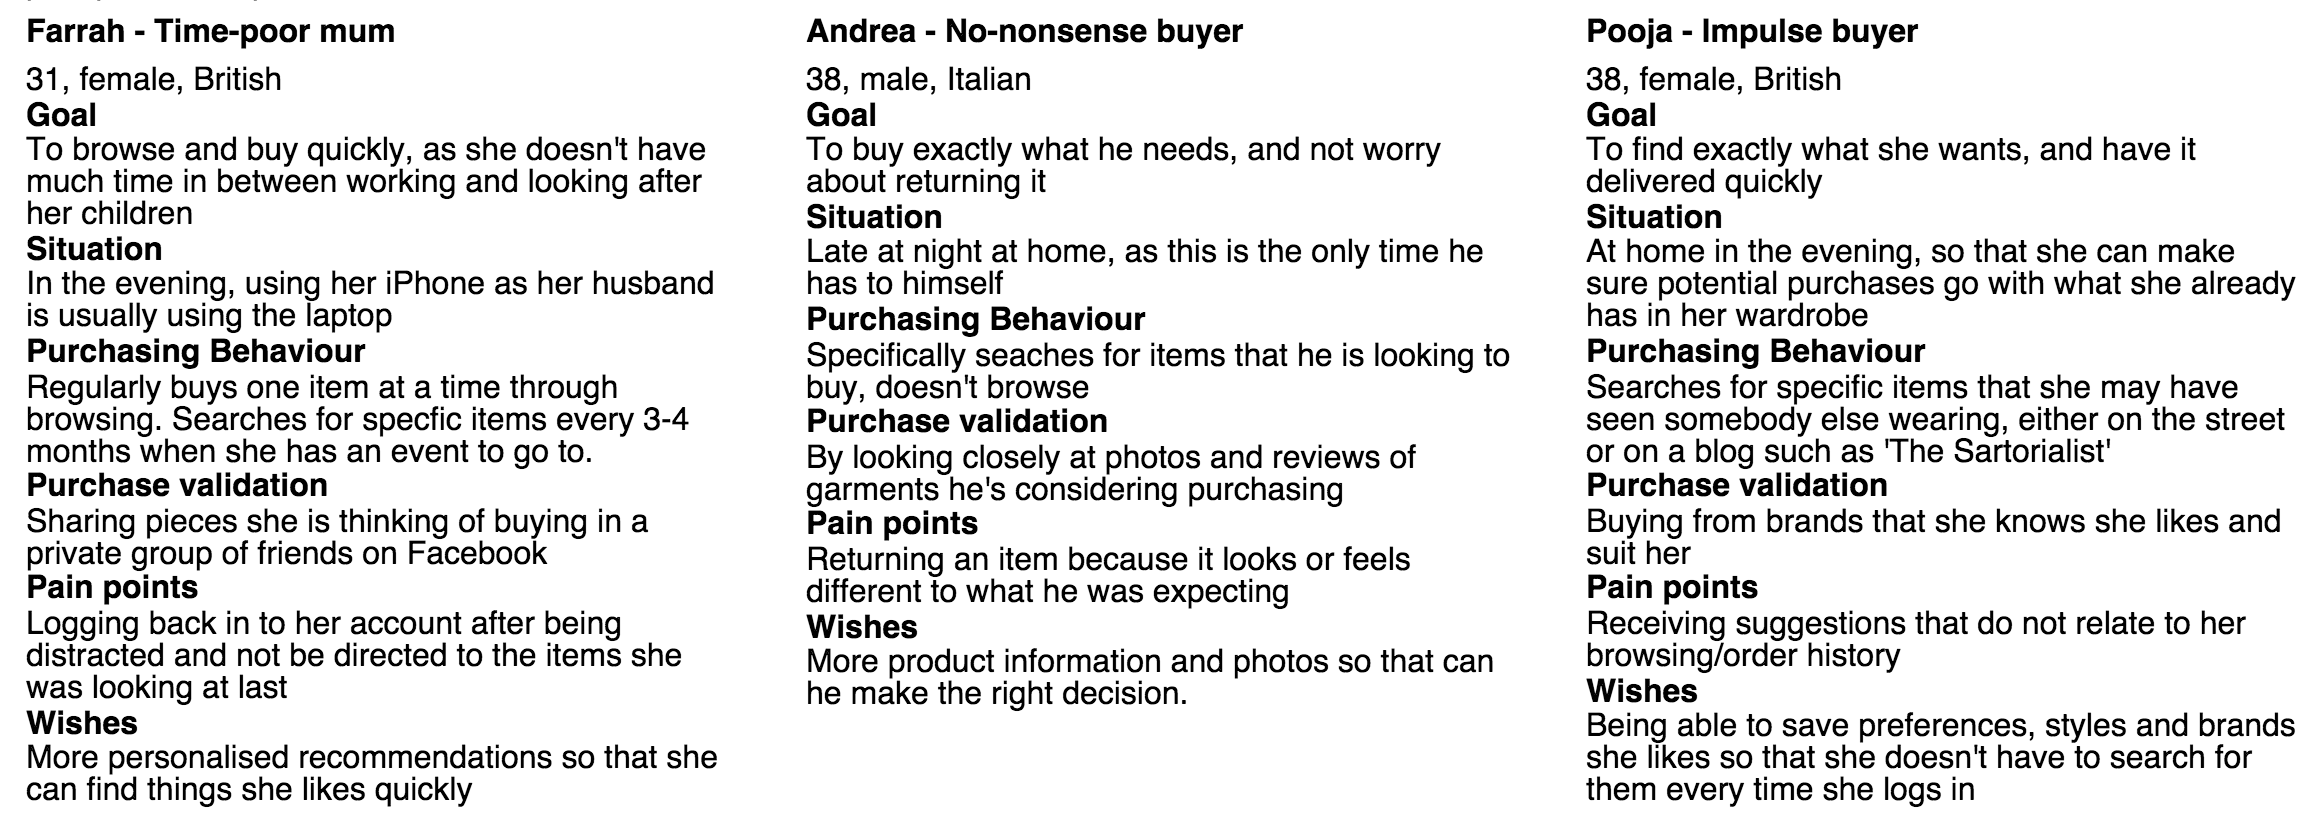 Farrah - Time-poor mum
31, female, British
Goal
To browse and buy quickly, as she doesn't have
much time in between working and looking after
her children
Situation
In the evening, using her iPhone as her husband
is usually using the laptop
Purchasing Behaviour
Regularly buys one item at a time through
browsing. Searches for specfic items every 3-4
months when she has an event to go to.
Purchase validation
Sharing pieces she is thinking of buying in a
private group of friends on Facebook
Pain points
Logging back in to her account after being
distracted and not be directed to the items she
was looking at last
Wishes
More personalised recommendations so that she
can find things she likes quickly
Andrea - No-nonsense buyer
38, male, Italian
Goal
To buy exactly what he needs, and not worry
about returning it
Situation
Late at night at home, as this is the only time he
has to himself
Purchasing Behaviour
Specifically seaches for items that he is looking to
buy, doesn't browse
Purchase validation
By looking closely at photos and reviews of
garments he's considering purchasing
Pain points
Returning an item because it looks or feels
different to what he was expecting
Wishes
More product information and photos so that can
he make the right decision.
Pooja - Impulse buyer
38, female, British
Goal
To find exactly what she wants, and have it
delivered quickly
Situation
At home in the evening, so that she can make
sure potential purchases go with what she already
has in her wardrobe
Purchasing Behaviour
Searches for specific items that she may have
seen somebody else wearing, either on the street
or on a blog such as 'The Sartorialist'
Purchase validation
Buying from brands that she knows she likes and
suit her
Pain points
Receiving suggestions that do not relate to her
browsing/order history
Wishes
Being able to save preferences, styles and brands
she likes so that she doesn't have to search for
them every time she logs in